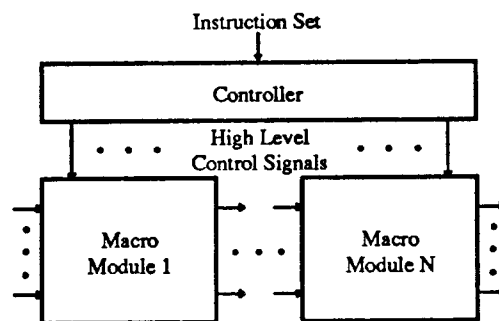 Instruction Set
Controller
High Level
Control Signals
Macro
Module 1
Macro
Module N